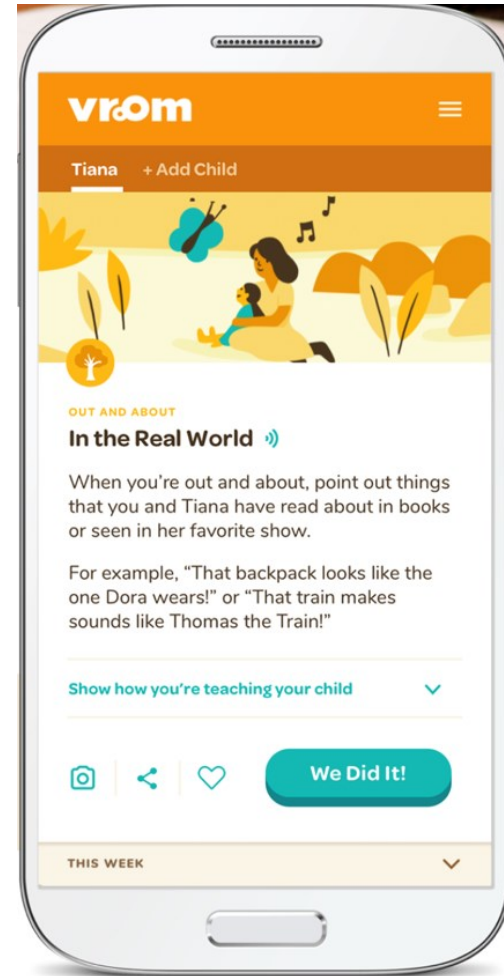 vroom
Tiana + Add Child
OUT AND ABOUT
In the Real World
When you're out and about, point out things
that you and Tiana have read about in books
or seen in her favorite show.
For example, “That backpack looks like the
one Dora wears!” or “That train makes
sounds like Thomas the Train!”
Show how you're teaching your child
We Did It!
THIS WEEK